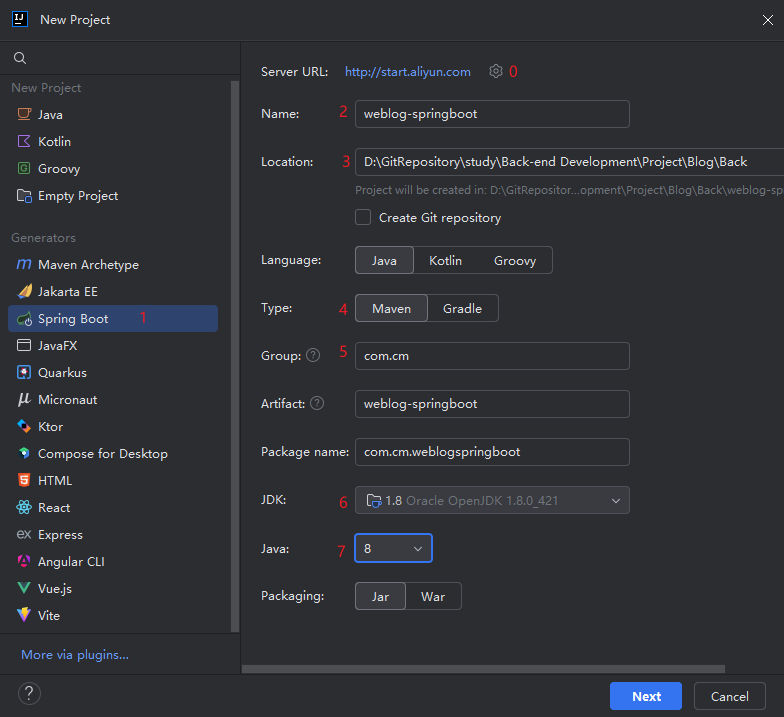 New Project
New Project
Java
Kotlin
Groovy
Empty Project
Generators
Maven Archetype
Jakarta EE
Spring Boot 1
JavaFX
Quarkus
Micronaut
Ktor
Compose for Desktop
HTML
React
ex Express
Angular CLI
Vue.js
Vite
More via plugins...
Server URL: http://start.aliyun.com 0
Name: 2 weblog-springboot
Location: 3 D:\GitRepository\study\Back-end Development\Project\Blog\Back
Project will be created in: D:\GitRepositor...opment\Project\Blog\Back\weblog-sp
Create Git repository
Language: Java Kotlin Groovy
Type: 4 Maven Gradle
Group: ? 5 com.cm
Artifact: ? weblog-springboot
Package name: com.cm.weblogspringboot
JDK: 6 1.8 Oracle OpenJDK 1.8.0_421
Java: 7 8
Packaging: Jar War
? Next Cancel